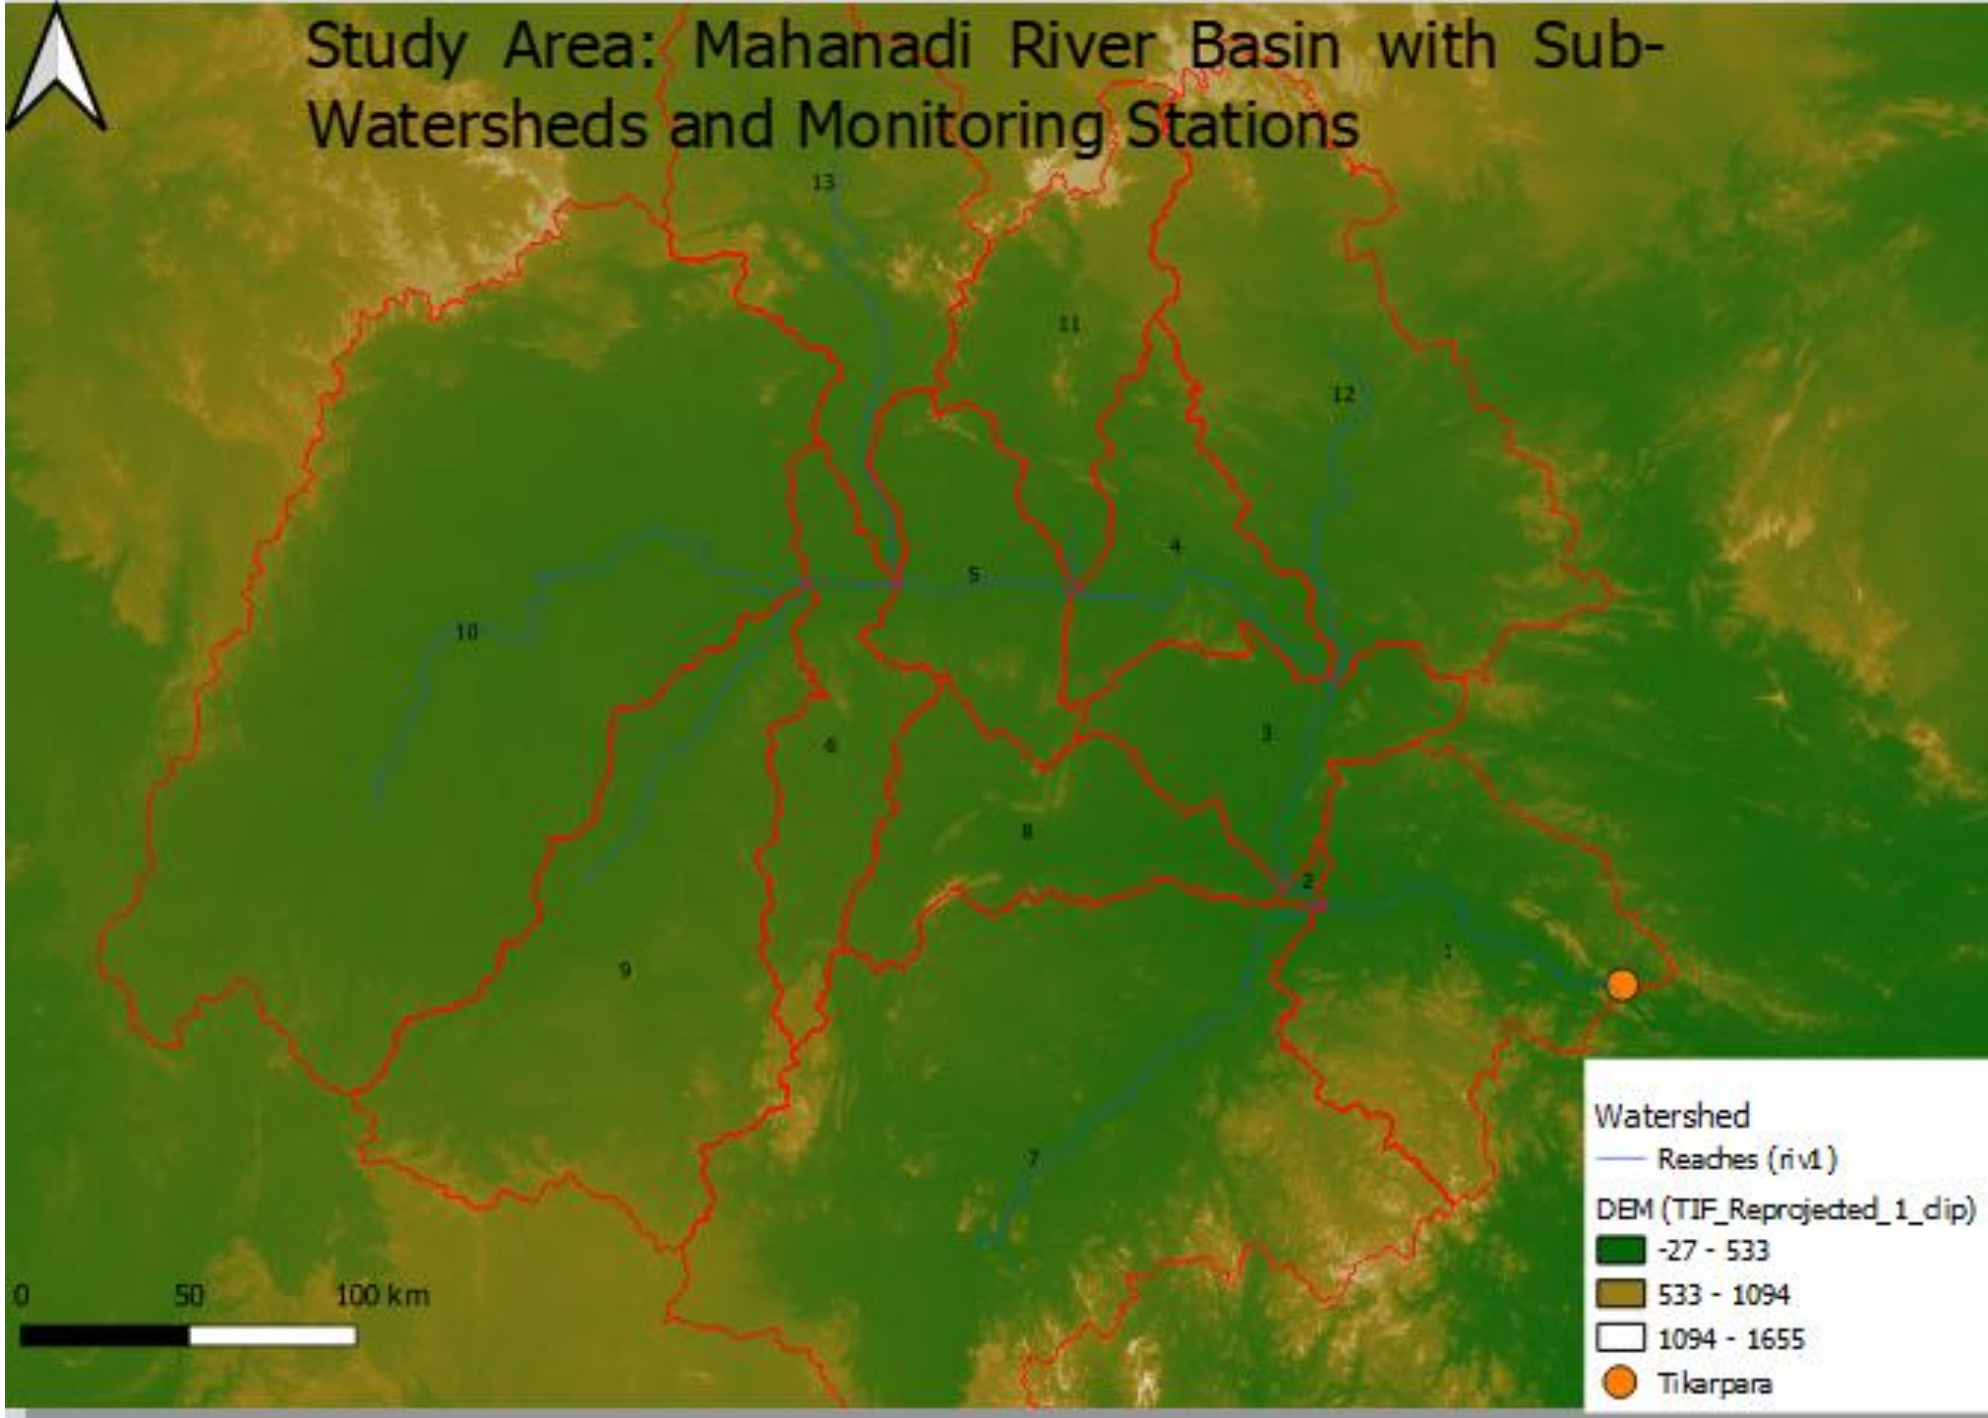 Study Area: Mahanadi River Basin with Sub-
Watersheds and Monitoring Stations
13
11
12
4
5
10
3
6
8
2
1
9
7
Watershed
Reaches (riv1)
DEM (TIF_Reprojected_1_clip)
-27 - 533
533 - 1094
1094 - 1655
Tikarpara
0 50 100 km